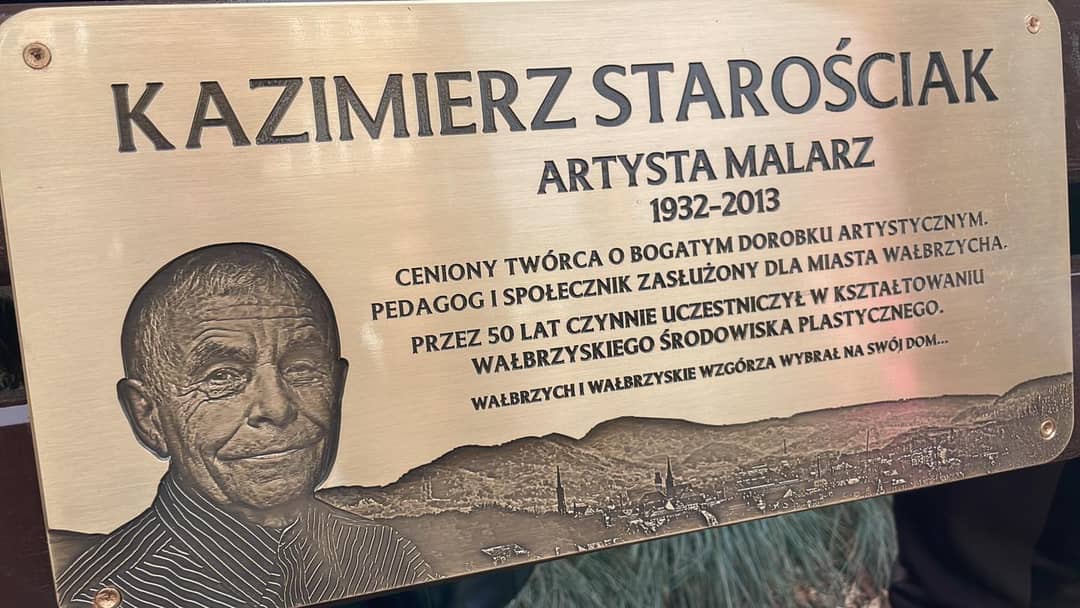 KAZIMIERZ STAROŚCIAK
ARTYSTA MALARZ
1932-2013
CENIONY TWÓRCA O BOGATYM DOROBKU ARTYSTYCZNYM.
PEDAGOG I SPOŁECZNIK ZASŁUŻONY DLA MIASTA WAŁBRZYCHA.
PRZEZ 50 LAT CZYNNIE UCZESTNICZYŁ W KSZTAŁTOWANIU
WAŁBRZYSKIEGO ŚRODOWISKA PLASTYCZNEGO.
WAŁBRZYCH I WAŁBRZYSKIE WZGÓRZA WYBRAŁ NA SWÓJ DOM...